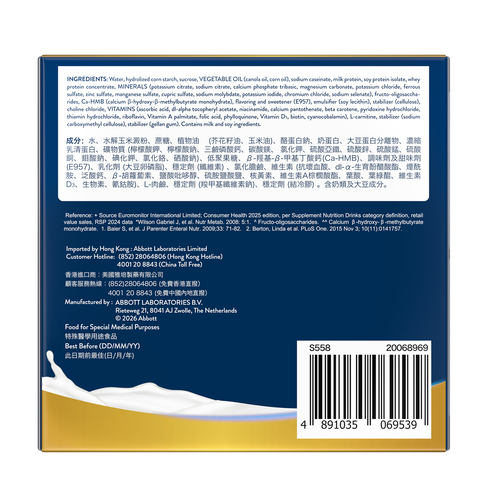 INGREDIENTS: Water, hydrolized corn starch, sucrose, VEGETABLE OIL (canola oil, corn oil), sodium caseinate, milk protein, soy protein isolate, whey
protein concentrate, MINERALS (potassium citrate, sodium citrate, calcium phosphate tribasic, magnesium carbonate, potassium chloride, ferrous
sulfate, zinc sulfate, manganese sulfate, cupric sulfate, sodium molybdate, potassium iodide, chromium chloride, sodium selenate), fructo-oligosaccha-
rides, Ca-HMB (calcium β-hydroxy-β-methylbutyrate monohydrate), flavoring and sweetener (E957), emulsifier (soy lecithin), stabilizer (cellulose),
choline chloride, VITAMINS (ascorbic acid, dl-alpha tocopheryl acetate, niacinamide, calcium pantothenate, beta carotene, pyridoxine hydrochloride,
thiamin hydrochloride, riboflavin, Vitamin A palmitate, folic acid, phylloquinone, Vitamin D₃, biotin, cyanocobalamin), L-carnitine, stabilizer (sodium
carboxymethyl cellulose), stabilizer (gellan gum). Contains milk and soy ingredients.
成分: 水、水解玉米澱粉、蔗糖、植物油 (芥花籽油、玉米油)、酪蛋白鈉、奶蛋白、大豆蛋白分離物、濃縮
乳清蛋白、礦物質 (檸檬酸鉀、檸檬酸鈉、三鹼磷酸鈣、碳酸鎂、氯化鉀、硫酸亞鐵、硫酸鋅、硫酸錳、硫酸
銅、鉬酸鈉、碘化鉀、氯化鉻、硒酸鈉)、低聚果糖、β-羥基-β-甲基丁酸鈣(Ca-HMB)、調味劑及甜味劑
(E957)、乳化劑 (大豆卵磷脂)、穩定劑 (纖維素)、氯化膽鹼、維生素 (抗壞血酸、dl-α-生育酚醋酸酯、煙酰
胺、泛酸鈣、β-胡蘿蔔素、鹽酸吡哆醇、硫胺鹽酸鹽、核黃素、維生素A棕櫚酸酯、葉酸、葉綠醌、維生素
D₃、生物素、氰鈷胺)、L-肉鹼、穩定劑 (羧甲基纖維素鈉)、穩定劑 (結冷膠)。含奶類及大豆成分。
Reference: + Source Euromonitor International Limited; Consumer Health 2025 edition, per Supplement Nutrition Drinks category definition, retail
value sales, RSP 2024 data *Wilson Gabriel J, et al. Nutr Metab. 2008: 5:1. ^ Fructo-oligosaccharides. ^^ Calcium β-hydroxy-β-methylbutyrate
monohydrate. 1. Baier S, et al. J Parenter Enteral Nutr. 2009;33: 71-82. 2. Berton, Linda et al. PLoS One. 2015 Nov 3; 10(11):0141757.
Imported by Hong Kong : Abbott Laboratories Limited
Customer Hotline: (852) 28064806 (Hong Kong Hotline)
4001 20 8843 (China Toll Free)
香港進口商：美國雅培製藥有限公司
顧客服務熱線：(852)28064806 (免費香港直撥)
4001 20 8843 (免費中國內地直撥)
Manufactured by : ABBOTT LABORATORIES B.V.
Rieteweg 21, 8041 AJ Zwolle, The Netherlands
© 2026 Abbott
Food for Special Medical Purposes
特殊醫學用途食品
Best Before (DD/MM/YY)
此日期前最佳(日/月/年)
S558 20068969
4 891035 069539